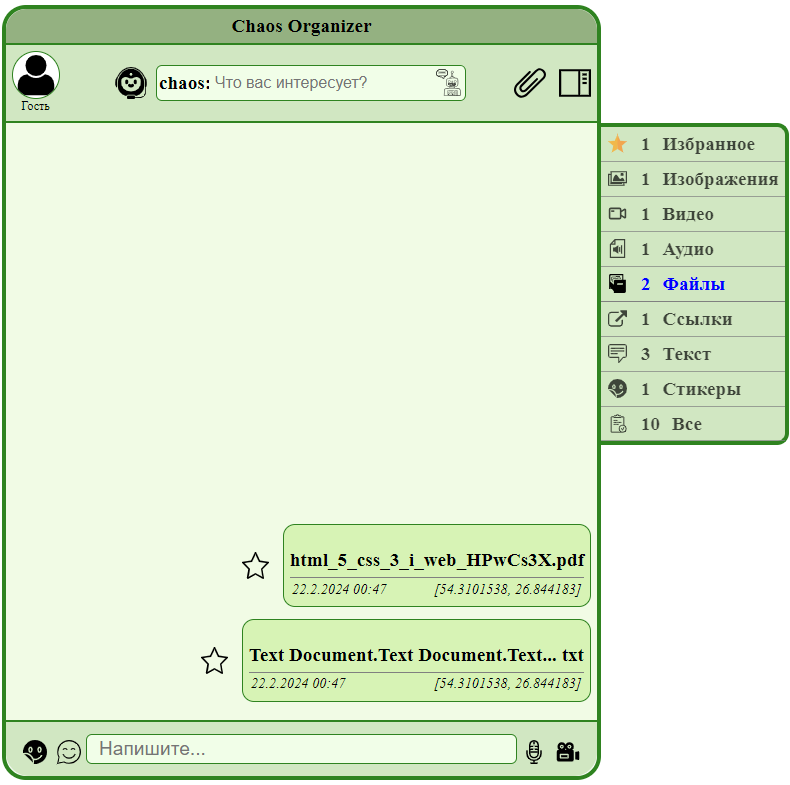 Chaos Organizer
Гость
chaos: Что вас интересует?
1 Избранное
1 Изображения
1 Видео
1 Аудио
2 Файлы
1 Ссылки
3 Текст
1 Стикеры
10 Все
html_5_css_3_i_web_HPwCs3X.pdf
22.2.2024 00:47 [54.3101538, 26.844183]
Text Document.Text Document.Text... txt
22.2.2024 00:47 [54.3101538, 26.844183]
Напишите...